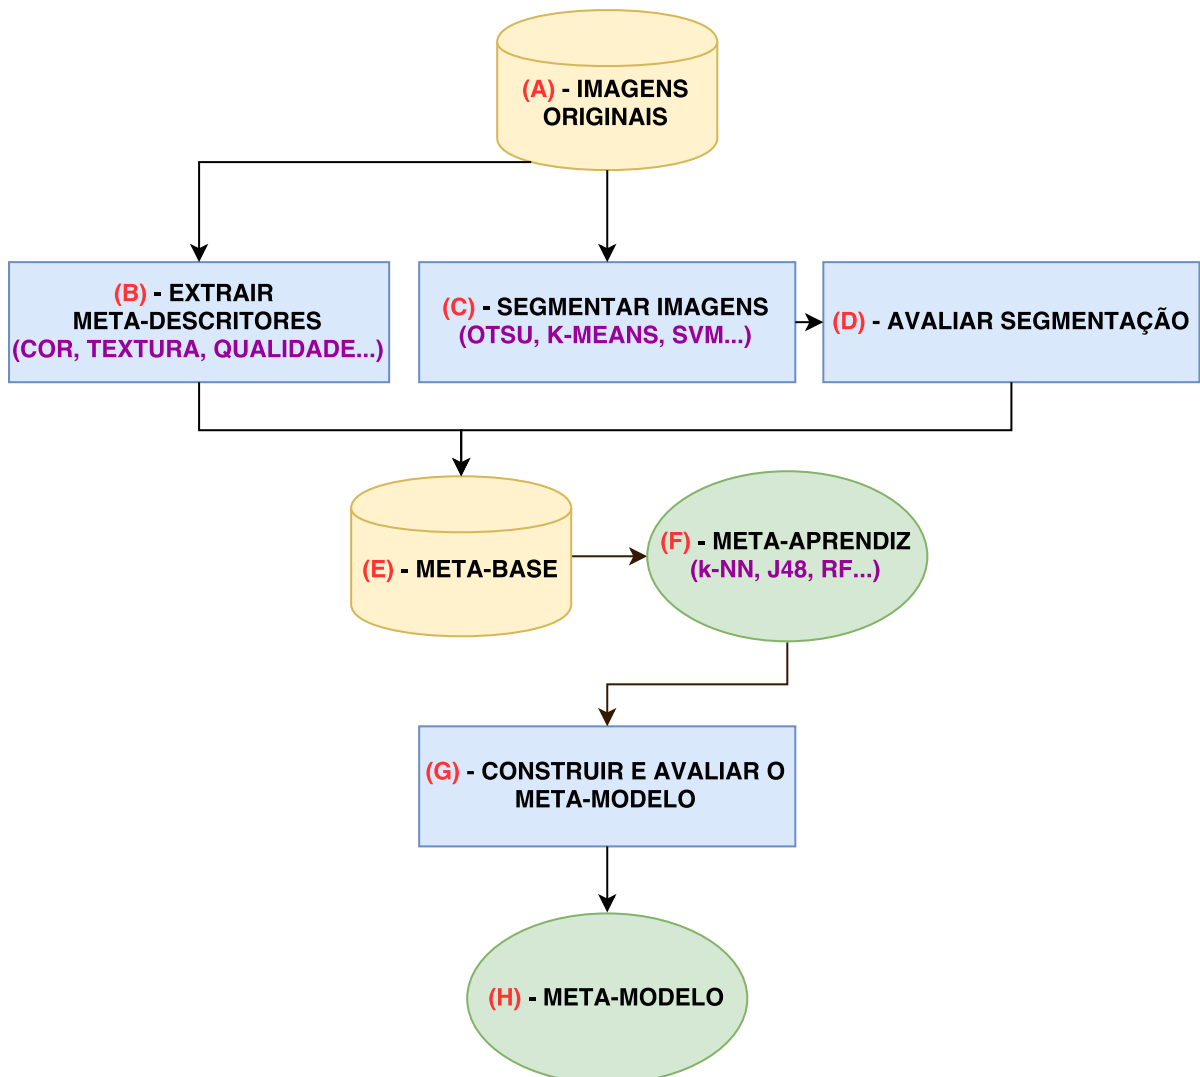 (A) - IMAGENS
ORIGINAIS
(B) - EXTRAIR
META-DESCRITORES
(COR, TEXTURA, QUALIDADE...)
(C) - SEGMENTAR IMAGENS
(OTSU, K-MEANS, SVM...)
(D) - AVALIAR SEGMENTAÇÃO
(E) - META-BASE
(F) - META-APRENDIZ
(k-NN, J48, RF...)
(G) - CONSTRUIR E AVALIAR O
META-MODELO
(H) - META-MODELO